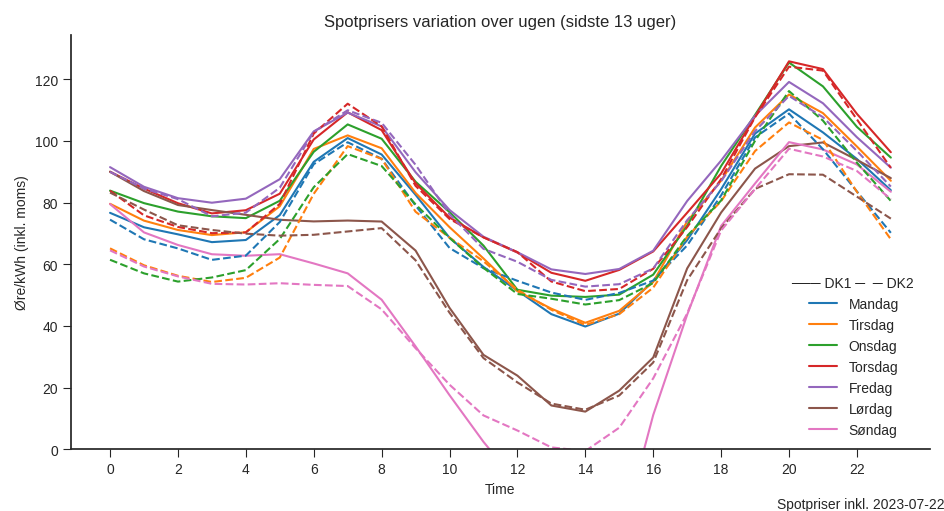 Spotprisers variation over ugen (sidste 13 uger)
Øre/kWh (inkl. moms)
120
100
80
60
40
20
0
DK1 DK2
Mandag
Tirsdag
Onsdag
Torsdag
Fredag
Lørdag
Søndag
0 2 4 6 8 10 12 14 16 18 20 22
Time
Spotpriser inkl. 2023-07-22